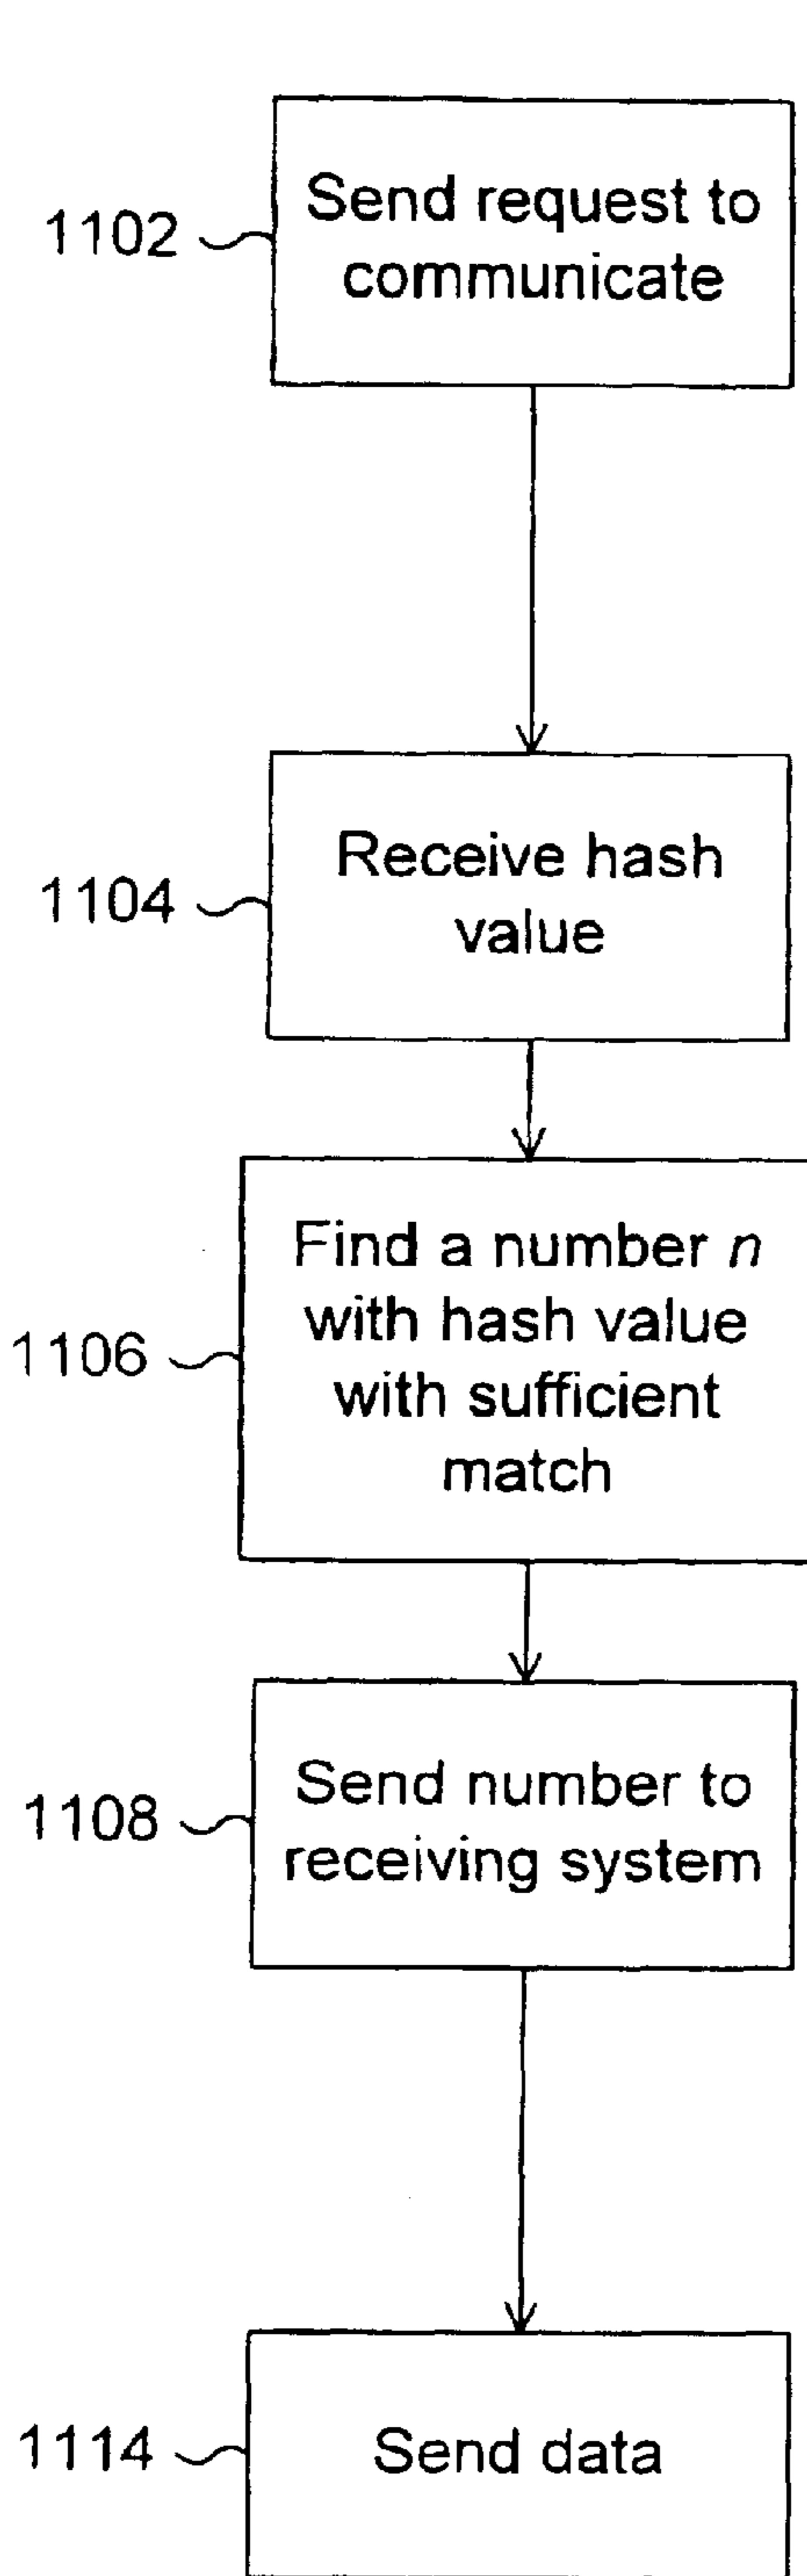 1102
Send request to
communicate
1104
Receive hash
value
1106
Find a number n
with hash value
with sufficient
match
1108
Send number to
receiving system
1114
Send data